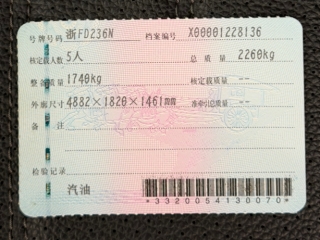 号牌号码 浙FD236N 档案编号 X00001228136
核定载人数 5人 总质量 2260kg
整备质量 1740kg 核定载质量 --
外廓尺寸 4882×1820×1461mm 准牵引总质量 --
备注
检验记录
汽油
*3320054130070*